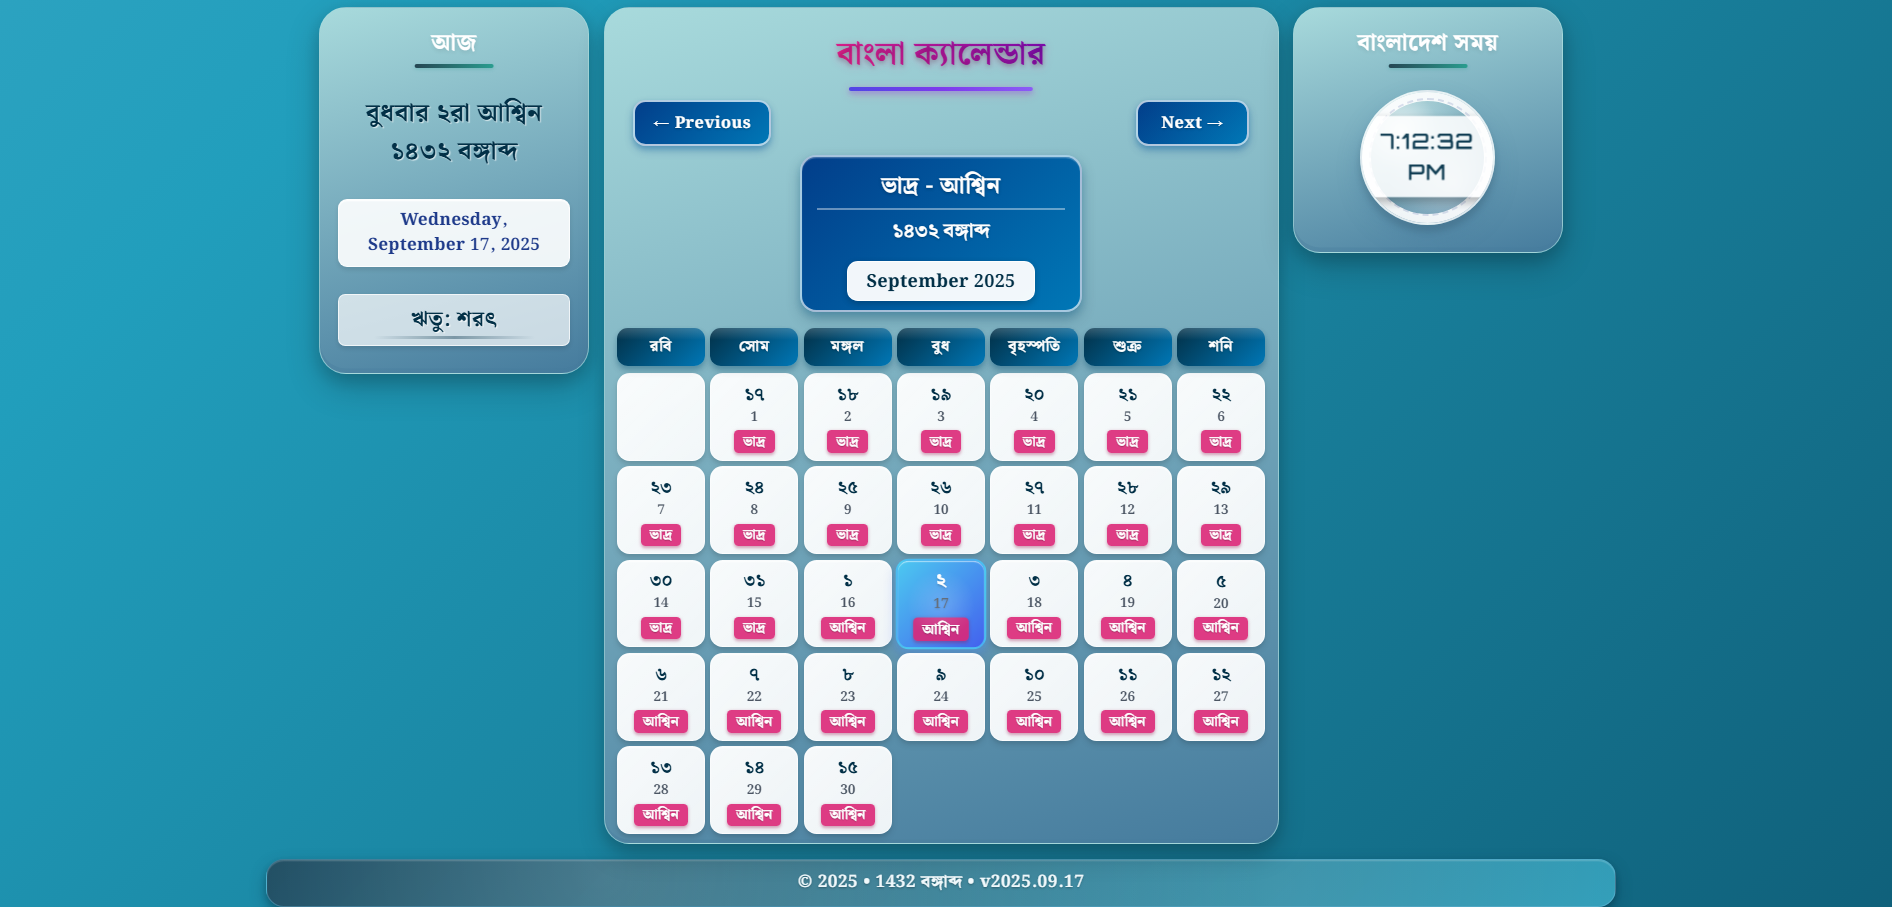 আজ
বুধবার ২রা আশ্বিন
১৪৩২ বঙ্গাব্দ
Wednesday,
September 17, 2025
ঋতু: শরৎ
বাংলা ক্যালেন্ডার
← Previous
Next →
ভাদ্র - আশ্বিন
১৪৩২ বঙ্গাব্দ
September 2025
রবি সোম মঙ্গল বুধ বৃহস্পতি শুক্র শনি
১৭ ১৮ ১৯ ২০ ২১ ২২
1 2 3 4 5 6
ভাদ্র ভাদ্র ভাদ্র ভাদ্র ভাদ্র ভাদ্র
২৩ ২৪ ২৫ ২৬ ২৭ ২৮ ২৯
7 8 9 10 11 12 13
ভাদ্র ভাদ্র ভাদ্র ভাদ্র ভাদ্র ভাদ্র ভাদ্র
৩০ ৩১ ১ ২ ৩ ৪ ৫
14 15 16 17 18 19 20
ভাদ্র ভাদ্র আশ্বিন আশ্বিন আশ্বিন আশ্বিন আশ্বিন
৬ ৭ ৮ ৯ ১০ ১১ ১২
21 22 23 24 25 26 27
আশ্বিন আশ্বিন আশ্বিন আশ্বিন আশ্বিন আশ্বিন আশ্বিন
১৩ ১৪ ১৫
28 29 30
আশ্বিন আশ্বিন আশ্বিন
বাংলাদেশ সময়
7:12:32
PM
© 2025 • 1432 বঙ্গাব্দ • v2025.09.17